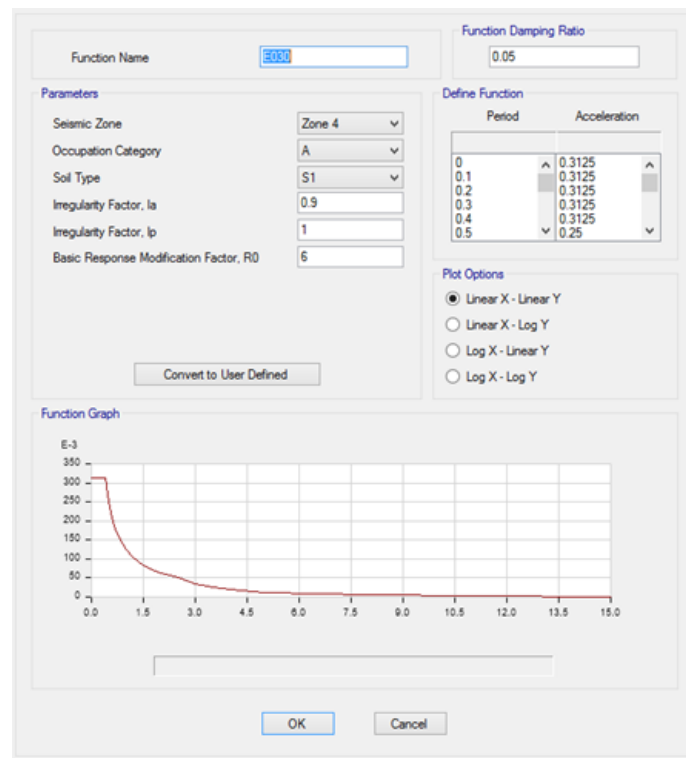 Function Damping Ratio
Function Name E030 0.05
Parameters
Seismic Zone Zone 4
Occupation Category A
Soil Type S1
Irregularity Factor, Ia 0.9
Irregularity Factor, Ip 1
Basic Response Modification Factor, R0 6
Convert to User Defined
Define Function
Period Acceleration
0 0.3125
0.1 0.3125
0.2 0.3125
0.3 0.3125
0.4 0.3125
0.5 0.25
Plot Options
Linear X - Linear Y
Linear X - Log Y
Log X - Linear Y
Log X - Log Y
Function Graph
E-3
350
300
250
200
150
100
50
0
0.0 1.5 3.0 4.5 6.0 7.5 9.0 10.5 12.0 13.5 15.0
OK Cancel